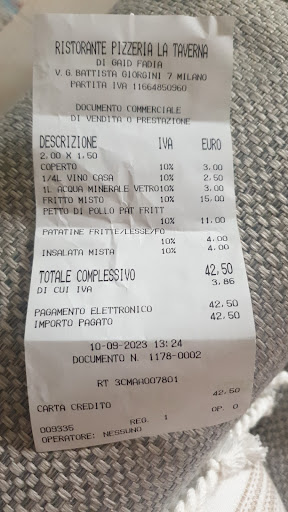 RISTORANTE PIZZERIA LA TAVERNA
DI GAID FADIA
V.G.BATTISTA GIORGINI 7 MILANO
PARTITA IVA 11664850960
DOCUMENTO COMMERCIALE
DI VENDITA O PRESTAZIONE
DESCRIZIONE IVA EURO
2,00 X 1,50
COPERTO 10% 3,00
1/4L VINO CASA 10% 2,50
1L ACQUA MINERALE VETRO10% 3,00
FRITTO MISTO 10% 15,00
PETTO DI POLLO PAT FRITT
10% 11,00
PATATINE FRITTE/LESSE/FO
10% 4,00
INSALATA MISTA 10% 4,00
TOTALE COMPLESSIVO 42,50
DI CUI IVA 3,86
PAGAMENTO ELETTRONICO 42,50
IMPORTO PAGATO 42,50
10-09-2023 13:24
DOCUMENTO N. 1178-0002
RT 3CMAA007801
42,50
CARTA CREDITO
009335 REG. 1 OP. 0
OPERATORE: NESSUNO